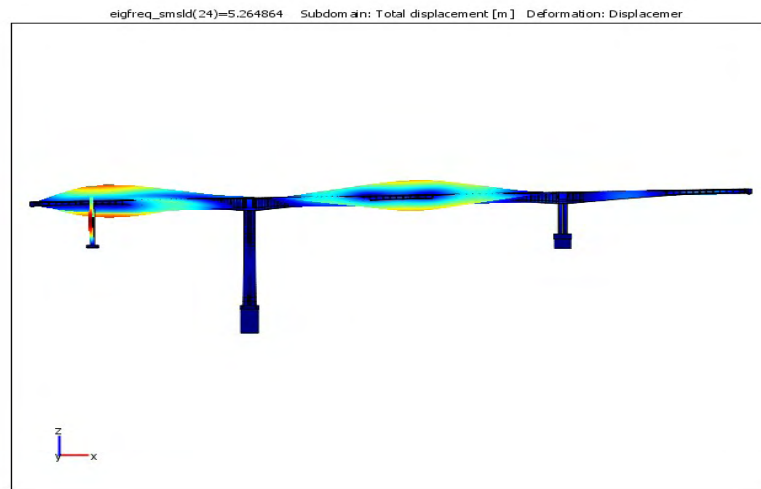 eigfreq_smsld(24)=5.264864 Subdomain: Total displacement [m] Deformation: Displacemer
z
y x